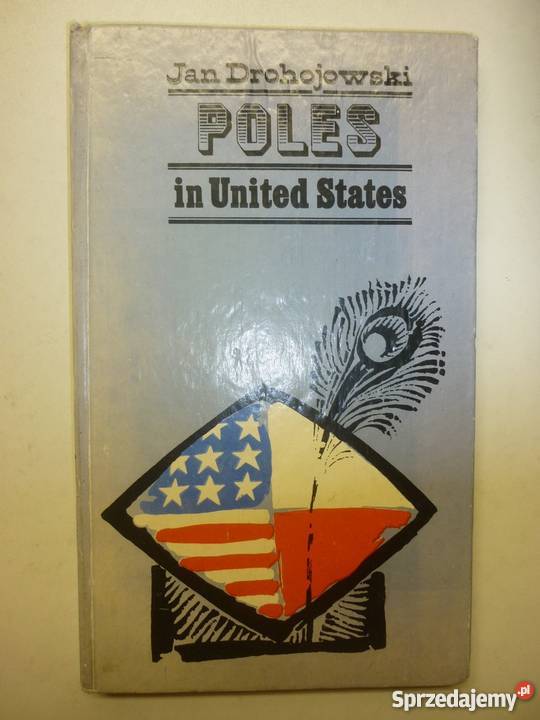 Jan Drohojowski
POLES
in United States
Sprzedajemy.pl